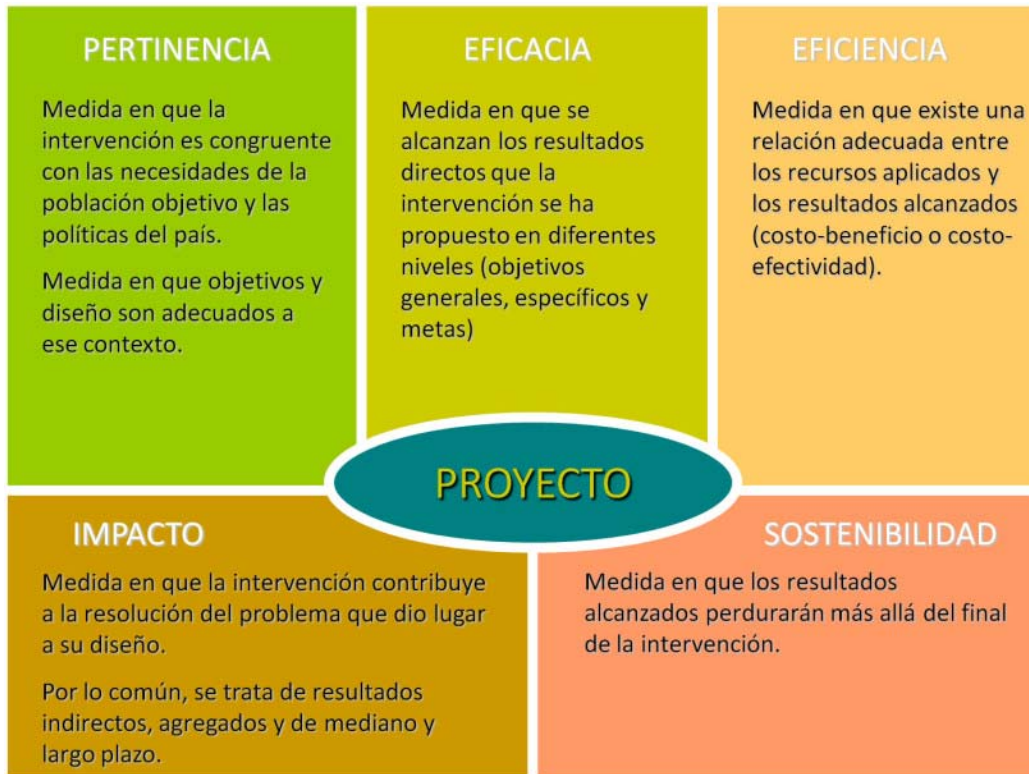 PERTINENCIA
Medida en que la
intervención es congruente
con las necesidades de la
población objetivo y las
políticas del país.
Medida en que objetivos y
diseño son adecuados a
ese contexto.
EFICACIA
Medida en que se
alcanzan los resultados
directos que la
intervención se ha
propuesto en diferentes
niveles (objetivos
generales, específicos y
metas)
EFICIENCIA
Medida en que existe una
relación adecuada entre
los recursos aplicados y
los resultados alcanzados
(costo-beneficio o costo-
efectividad).
PROYECTO
IMPACTO
Medida en que la intervención contribuye
a la resolución del problema que dio lugar
a su diseño.
Por lo común, se trata de resultados
indirectos, agregados y de mediano y
largo plazo.
SOSTENIBILIDAD
Medida en que los resultados
alcanzados perdurarán más allá del final
de la intervención.